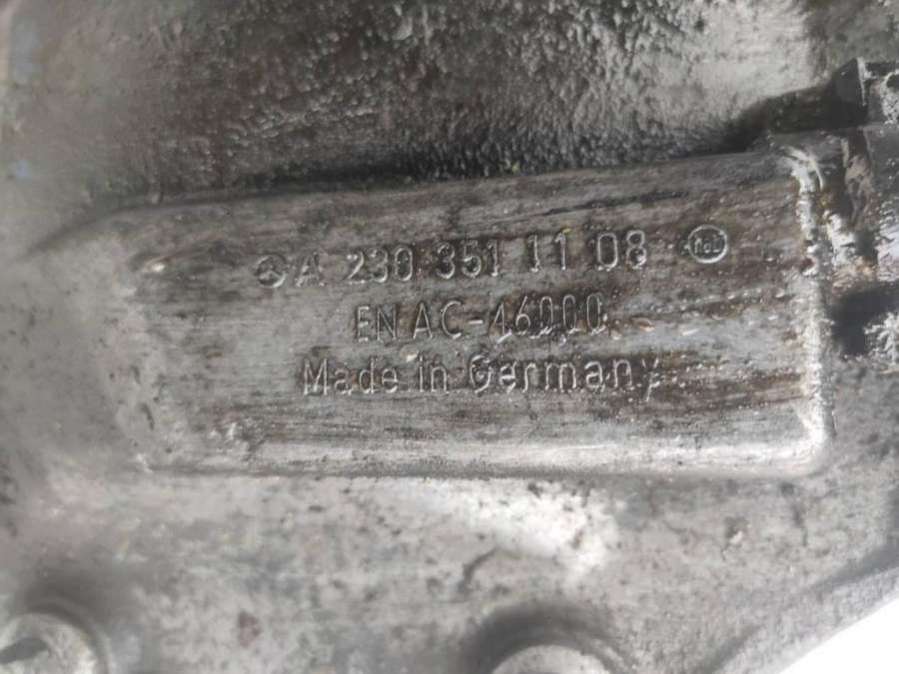 A 230 351 11 08
EN AC-46000
Made in Germany